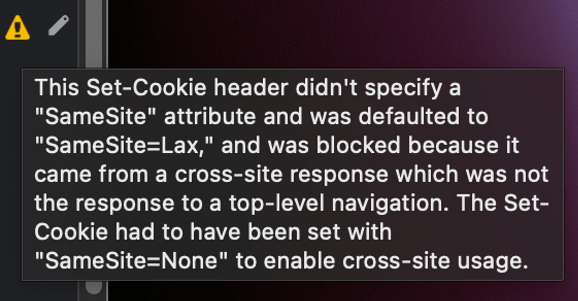 This Set-Cookie header didn't specify a
"SameSite" attribute and was defaulted to
"SameSite=Lax," and was blocked because it
came from a cross-site response which was not
the response to a top-level navigation. The Set-
Cookie had to have been set with
"SameSite=None" to enable cross-site usage.